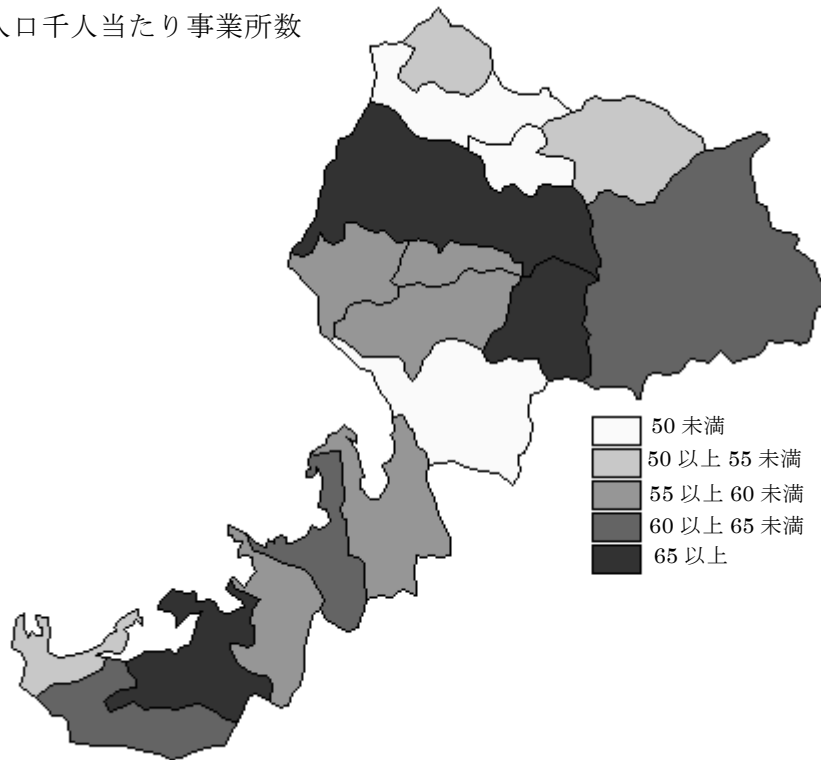 人口千人当たり事業所数
50 未満
50 以上 55 未満
55 以上 60 未満
60 以上 65 未満
65 以上